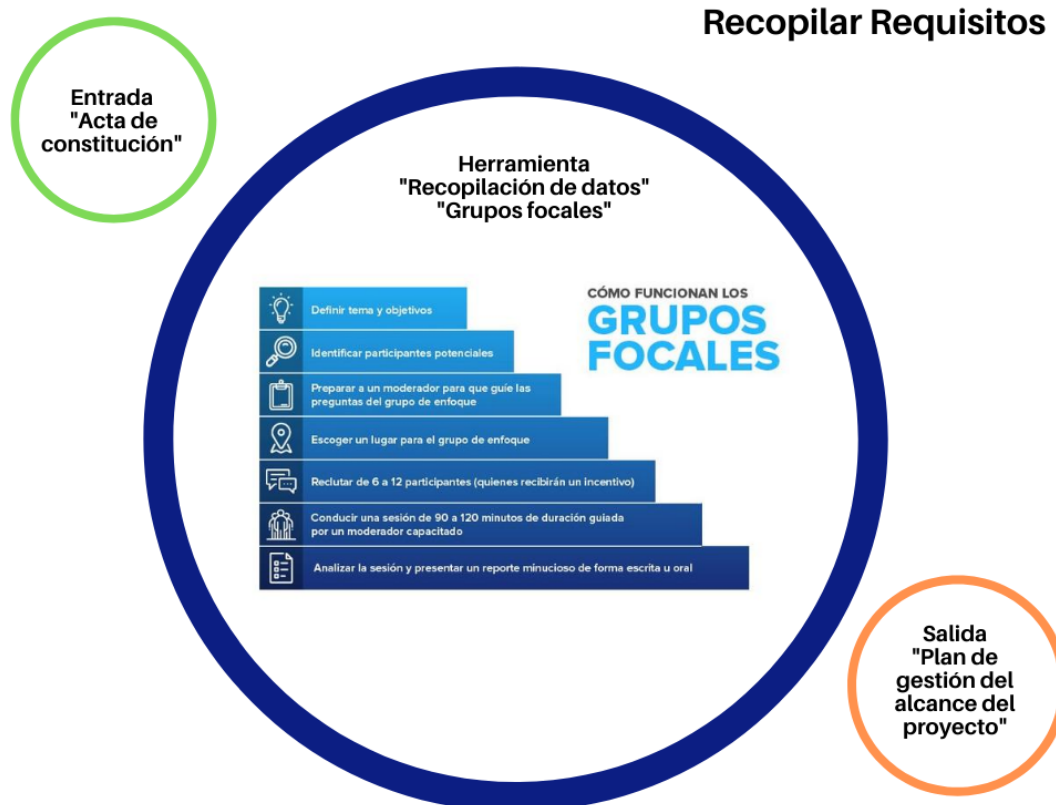 Recopilar Requisitos
Entrada
"Acta de
constitución"
Herramienta
"Recopilación de datos"
"Grupos focales"
CÓMO FUNCIONAN LOS
GRUPOS
FOCALES
Definir tema y objetivos
Identificar participantes potenciales
Preparar a un moderador para que guíe las
preguntas del grupo de enfoque
Escoger un lugar para el grupo de enfoque
Reclutar de 6 a 12 participantes (quienes recibirán un incentivo)
Conducir una sesión de 90 a 120 minutos de duración guiada
por un moderador capacitado
Analizar la sesión y presentar un reporte minucioso de forma escrita u oral
Salida
"Plan de
gestión del
alcance del
proyecto"